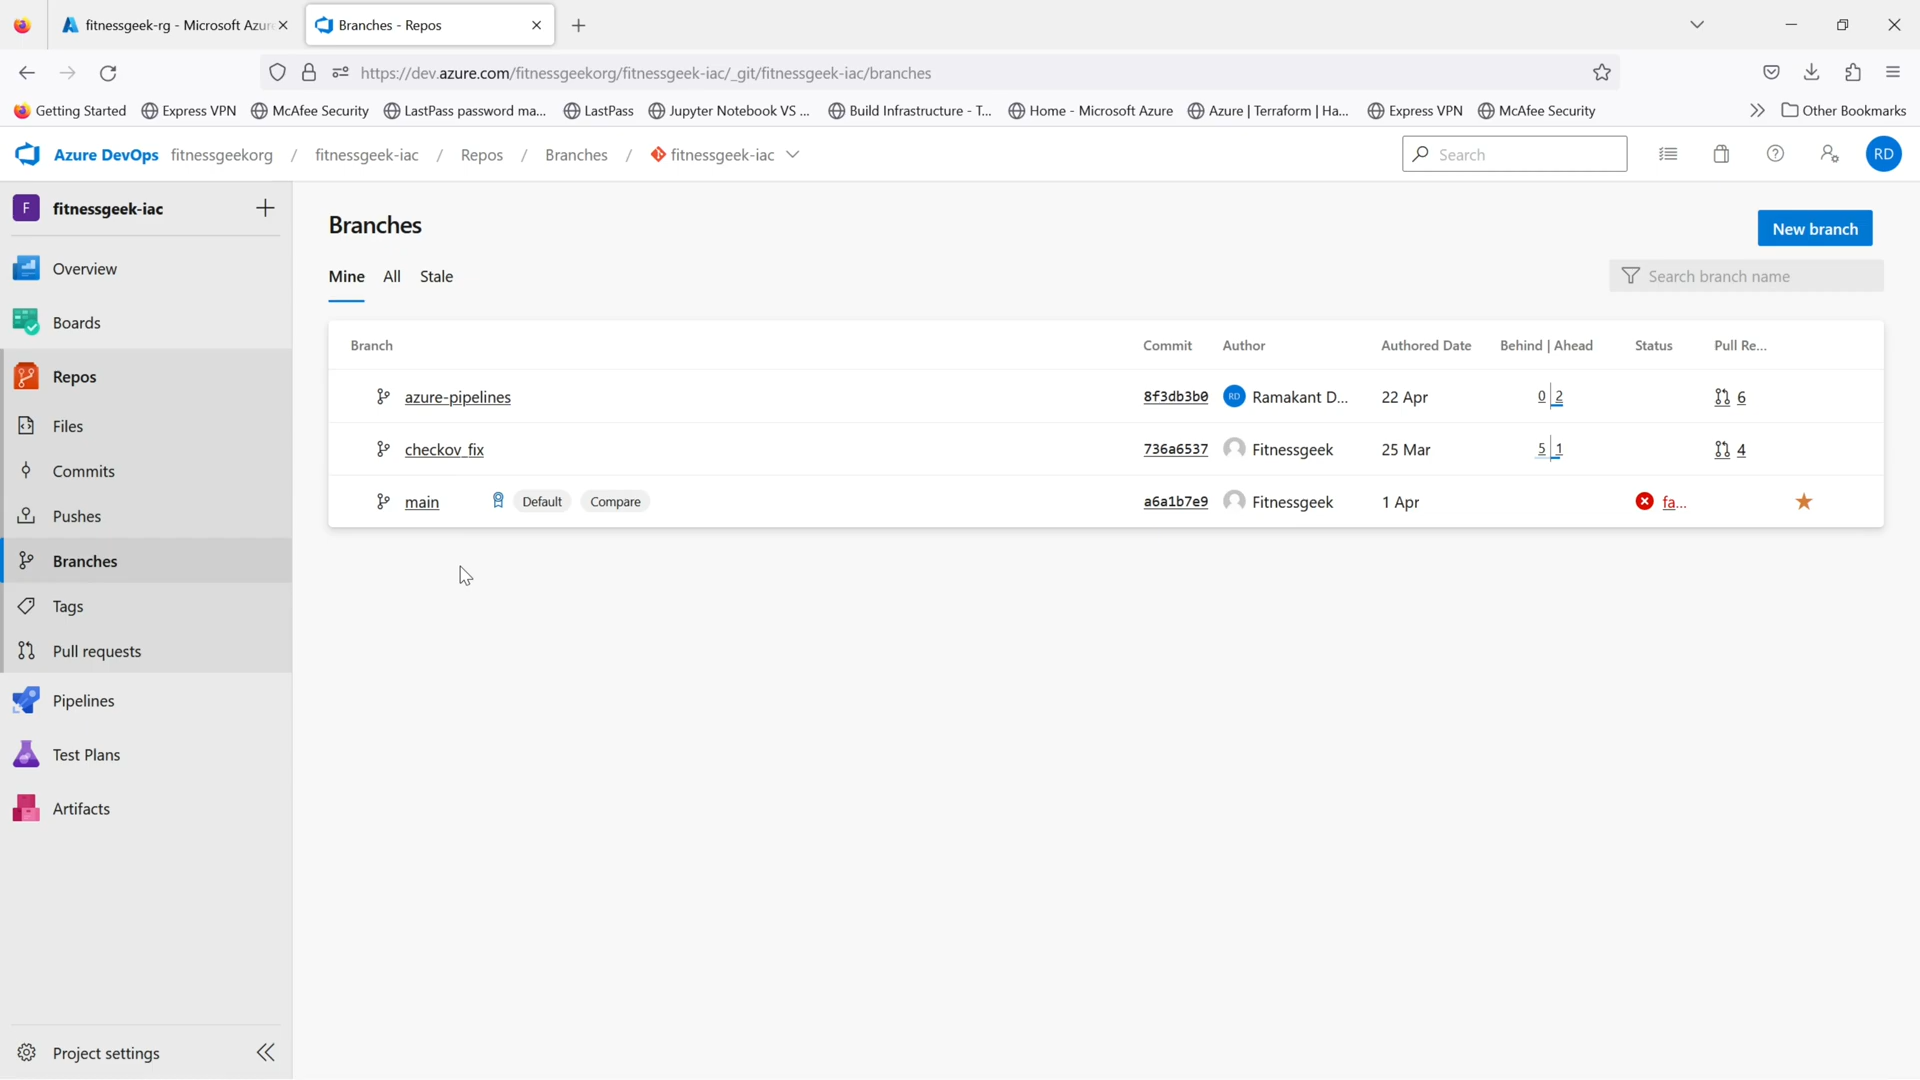 fitnessgeek-rg - Microsoft Azur
Branches - Repos
https://dev.azure.com/fitnessgeekorg/fitnessgeek-iac/_git/fitnessgeek-iac/branches
Getting Started Express VPN McAfee Security LastPass password ma... LastPass Jupyter Notebook VS ... Build Infrastructure - T... Home - Microsoft Azure Azure | Terraform | Ha... Express VPN McAfee Security Other Bookmarks
Azure DevOps fitnessgeekorg / fitnessgeek-iac / Repos / Branches / fitnessgeek-iac
Search
RD
F fitnessgeek-iac
Overview
Boards
Repos
Files
Commits
Pushes
Branches
Tags
Pull requests
Pipelines
Test Plans
Artifacts
Project settings
Branches
New branch
Mine All Stale
Search branch name
Branch Commit Author Authored Date Behind | Ahead Status Pull Re...
azure-pipelines 8f3db3b0 RD Ramakant D... 22 Apr 0 2 6
checkov_fix 736a6537 Fitnessgeek 25 Mar 5 1 4
main Default Compare a6a1b7e9 Fitnessgeek 1 Apr fa...